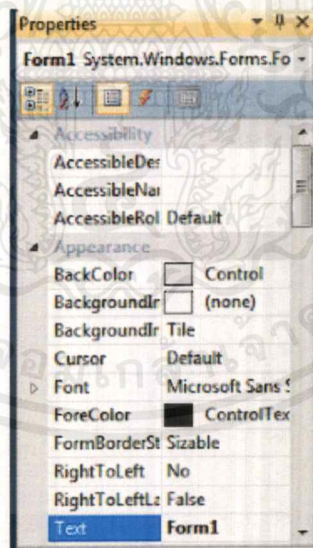 Properties
Form1 System.Windows.Forms.Fo
Accessibility
AccessibleDes
AccessibleNar
AccessibleRol Default
Appearance
BackColor Control
BackgroundIr (none)
BackgroundIr Tile
Cursor Default
Font Microsoft Sans S
ForeColor ControlTex
FormBorderSt Sizable
RightToLeft No
RightToLeftLa False
Text Form1